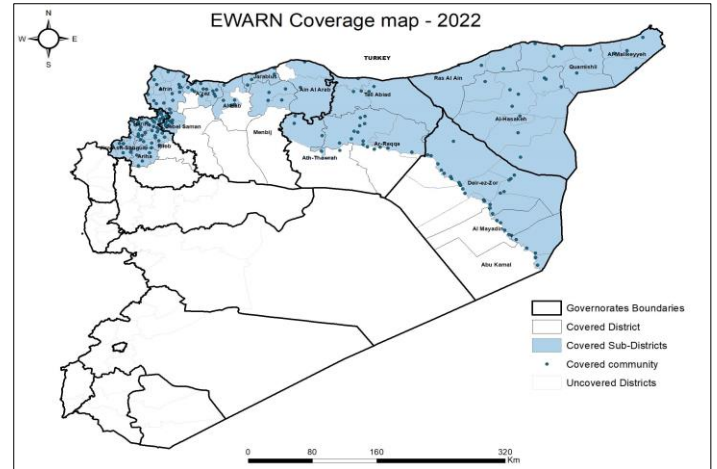 EWARN Coverage map - 2022
N
W
E
S
TURKEY
Al-Malikeyyeh
Quamishli
Ras Al Ain
Jarablus
Afrin
Ain Al Arab
Tall Abiad
Al-Hasakeh
Menbij
Ar-Raqqa
Ath-Thawrah
Idleb
Ariha
Deir-ez-Zor
Al Mayadin
Abu Kamal
Governorates Boundaries
Covered District
Covered Sub-Districts
Covered community
Uncovered Districts
0 80 160 320
Km